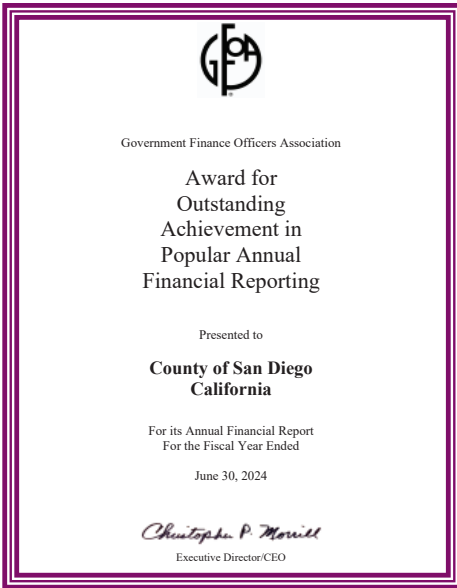 GFOA
Government Finance Officers Association
Award for
Outstanding
Achievement in
Popular Annual
Financial Reporting
Presented to
County of San Diego
California
For its Annual Financial Report
For the Fiscal Year Ended
June 30, 2024
Christopher P. Morrill
Executive Director/CEO